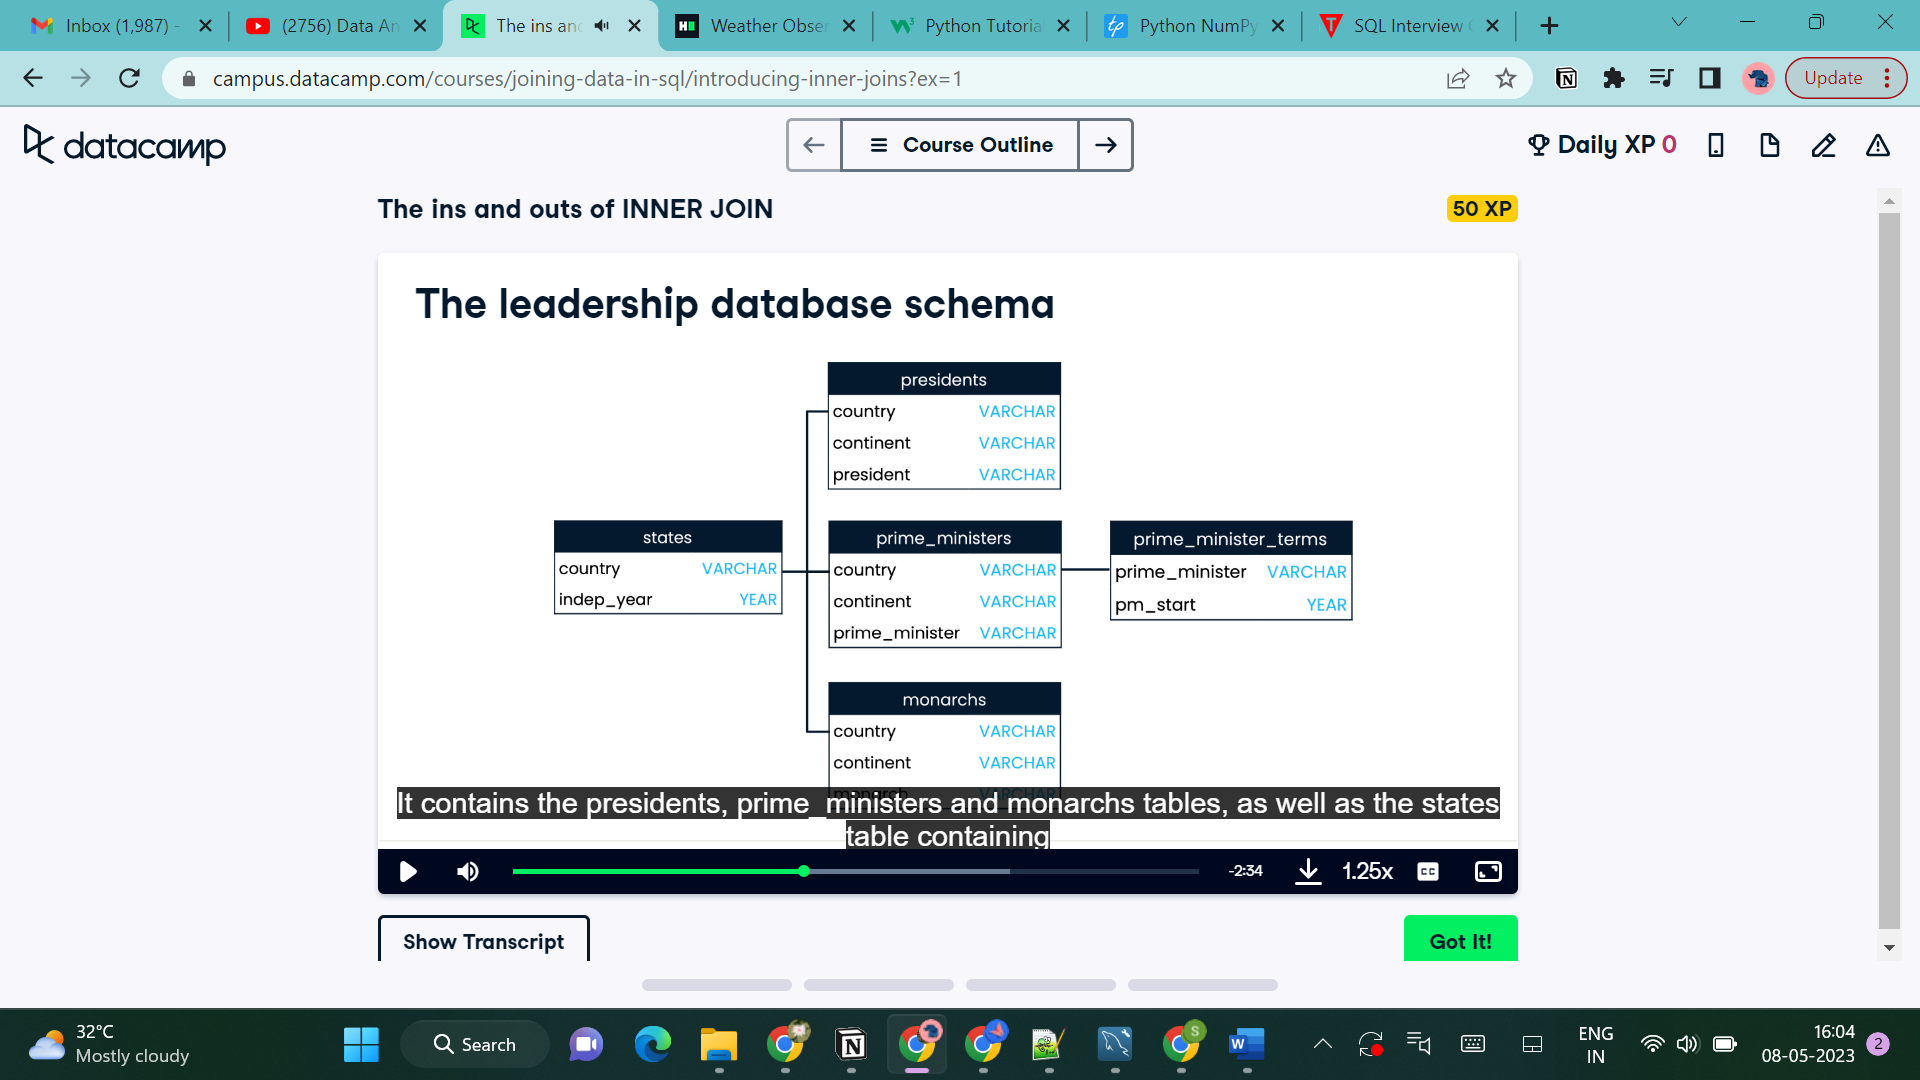 Inbox (1,987) -
(2756) Data An
The ins an
Weather Obser
Python Tutoria
Python NumPy
SQL Interview
campus.datacamp.com/courses/joining-data-in-sql/introducing-inner-joins?ex=1
Update
datacamp
Course Outline
Daily XP 0
The ins and outs of INNER JOIN
50 XP
The leadership database schema
presidents
country VARCHAR
continent VARCHAR
president VARCHAR
states
country VARCHAR
indep_year YEAR
prime_ministers
country VARCHAR
continent VARCHAR
prime_minister VARCHAR
prime_minister_terms
prime_minister VARCHAR
pm_start YEAR
monarchs
country VARCHAR
continent VARCHAR
monarch VARCHAR
It contains the presidents, prime_ministers and monarchs tables, as well as the states
table containing
-2:34
1.25x
CC
Show Transcript
Got It!
32°C
Mostly cloudy
Search
ENG
IN
16:04
08-05-2023
2